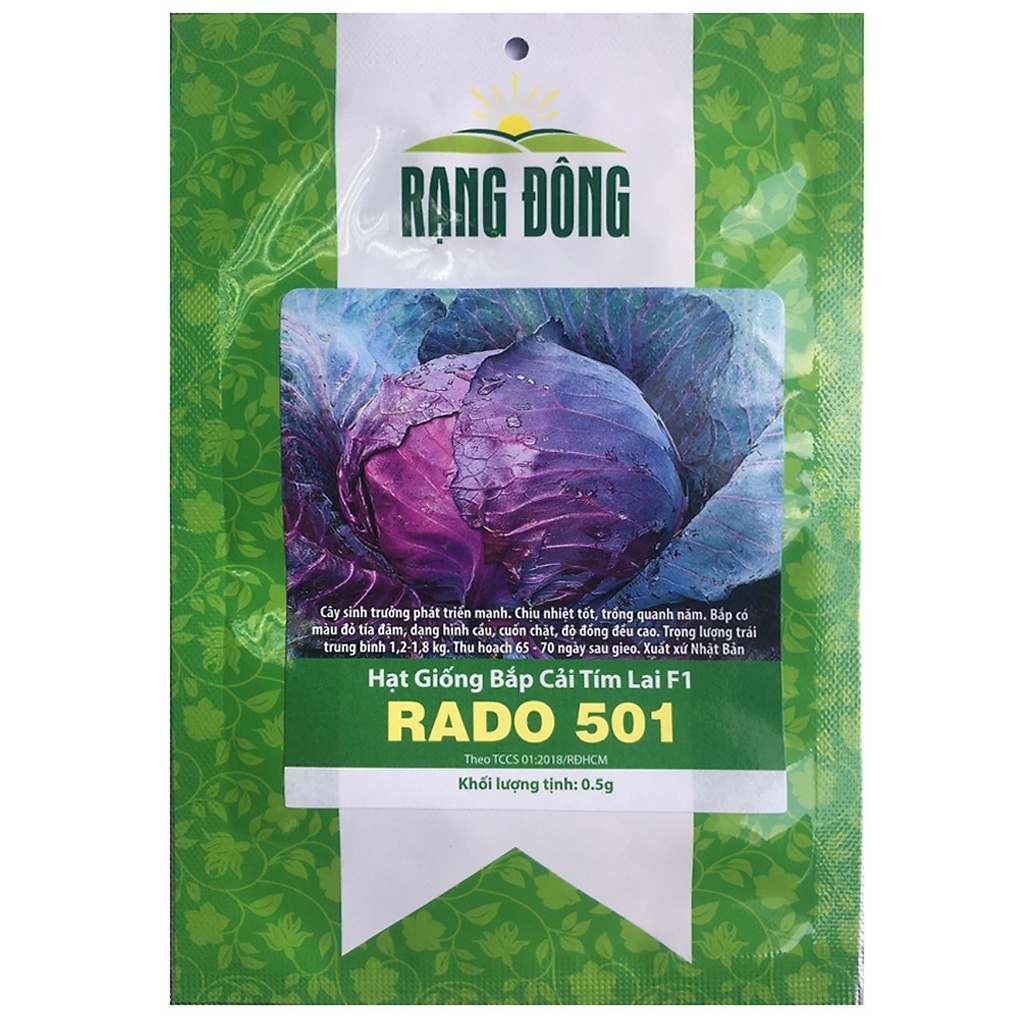 RẠNG ĐÔNG
Cây sinh trưởng phát triển mạnh. Chịu nhiệt tốt, trồng quanh năm. Bắp có
màu đỏ tía đậm, dạng hình cầu, cuốn chặt, độ đồng đều cao. Trọng lượng trái
trung bình 1,2-1,8 kg. Thu hoạch 65 - 70 ngày sau gieo. Xuất xứ Nhật Bản
Hạt Giống Bắp Cải Tím Lai F1
RADO 501
Theo TCCS 01:2018/RĐHCM
Khối lượng tịnh: 0.5g